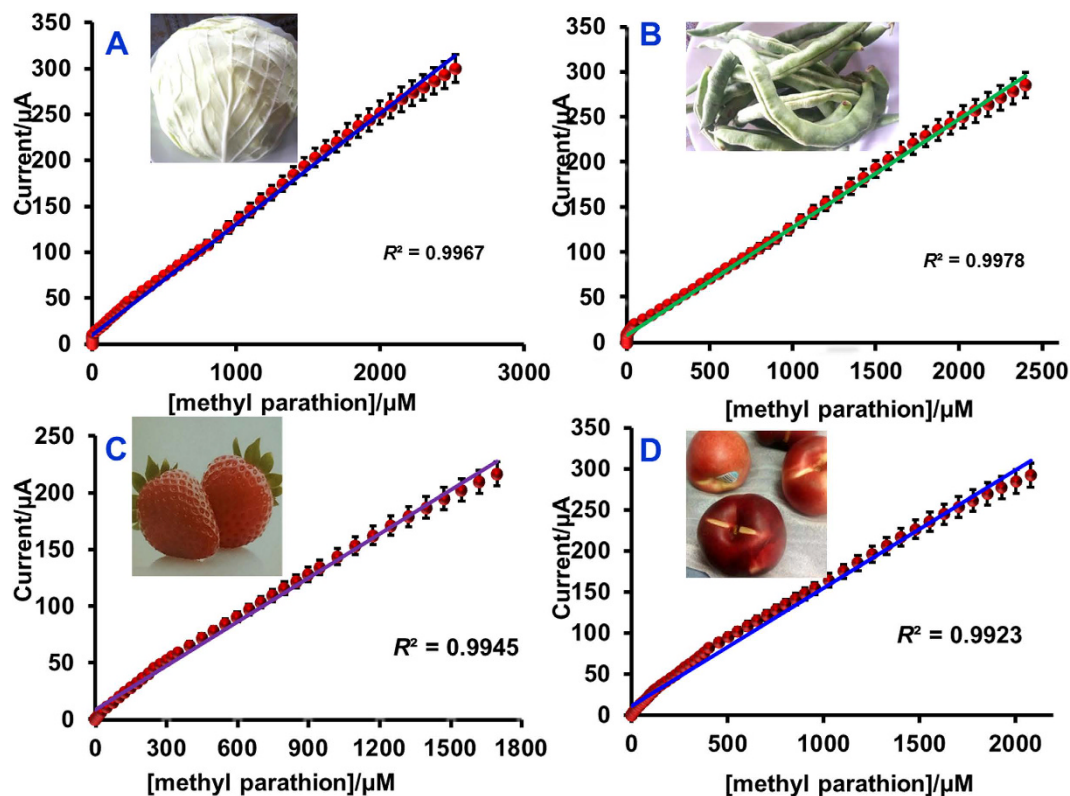 A
350
300
250
200
150
100
50
0
Current/µA
R² = 0.9967
0 1000 2000 3000
[methyl parathion]/µM
B
350
300
250
200
150
100
50
0
Current/µA
R² = 0.9978
0 500 1000 1500 2000 2500
[methyl parathion]/µM
C
250
200
150
100
50
0
Current/µA
R² = 0.9945
0 300 600 900 1200 1500 1800
[methyl parathion]/µM
D
350
300
250
200
150
100
50
0
Current/µA
R² = 0.9923
0 500 1000 1500 2000
[methyl parathion]/µM